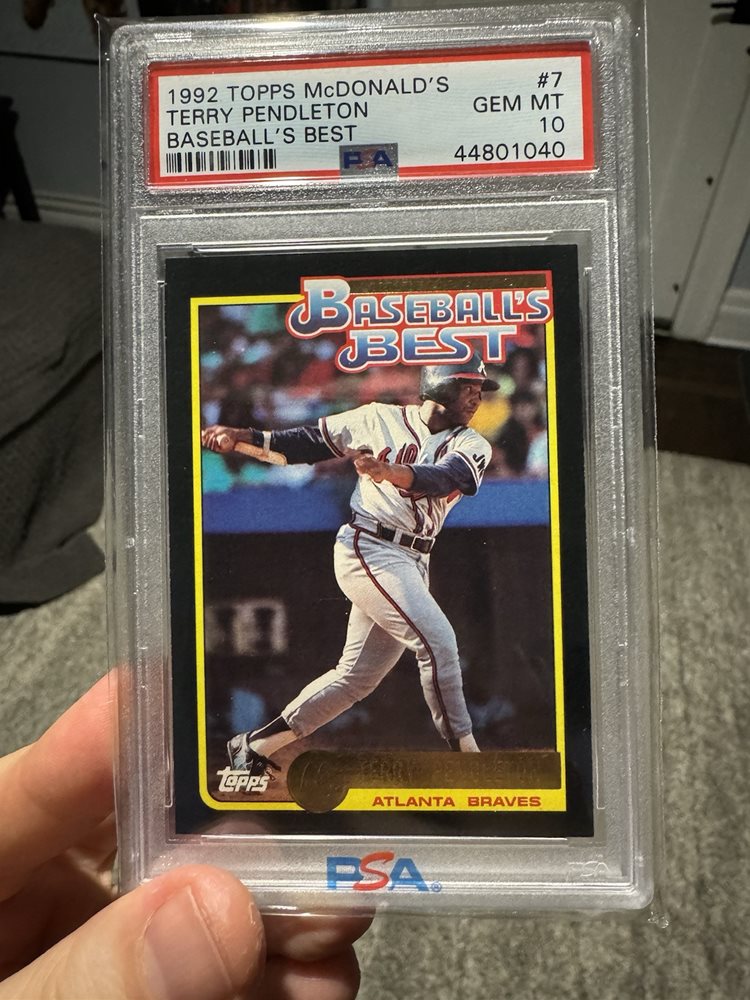 1992 TOPPS McDONALD'S #7
TERRY PENDLETON GEM MT
BASEBALL'S BEST 10
PSA 44801040
BASEBALL'S
BEST
TOPPS
ATLANTA BRAVES
PSA®